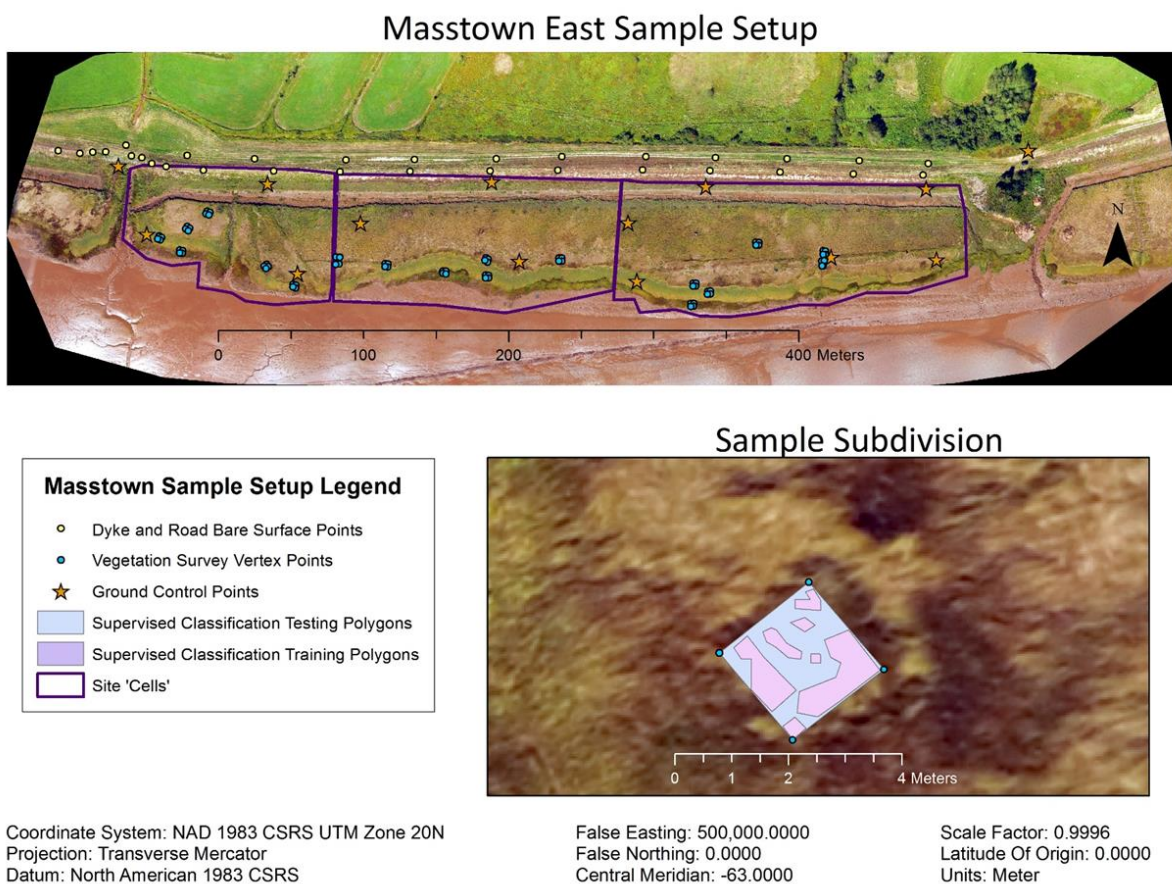 Masstown East Sample Setup
N
0 100 200 400 Meters
Sample Subdivision
Masstown Sample Setup Legend
Dyke and Road Bare Surface Points
Vegetation Survey Vertex Points
Ground Control Points
Supervised Classification Testing Polygons
Supervised Classification Training Polygons
Site 'Cells'
0 1 2 4 Meters
Coordinate System: NAD 1983 CSRS UTM Zone 20N
Projection: Transverse Mercator
Datum: North American 1983 CSRS
False Easting: 500,000.0000
False Northing: 0.0000
Central Meridian: -63.0000
Scale Factor: 0.9996
Latitude Of Origin: 0.0000
Units: Meter